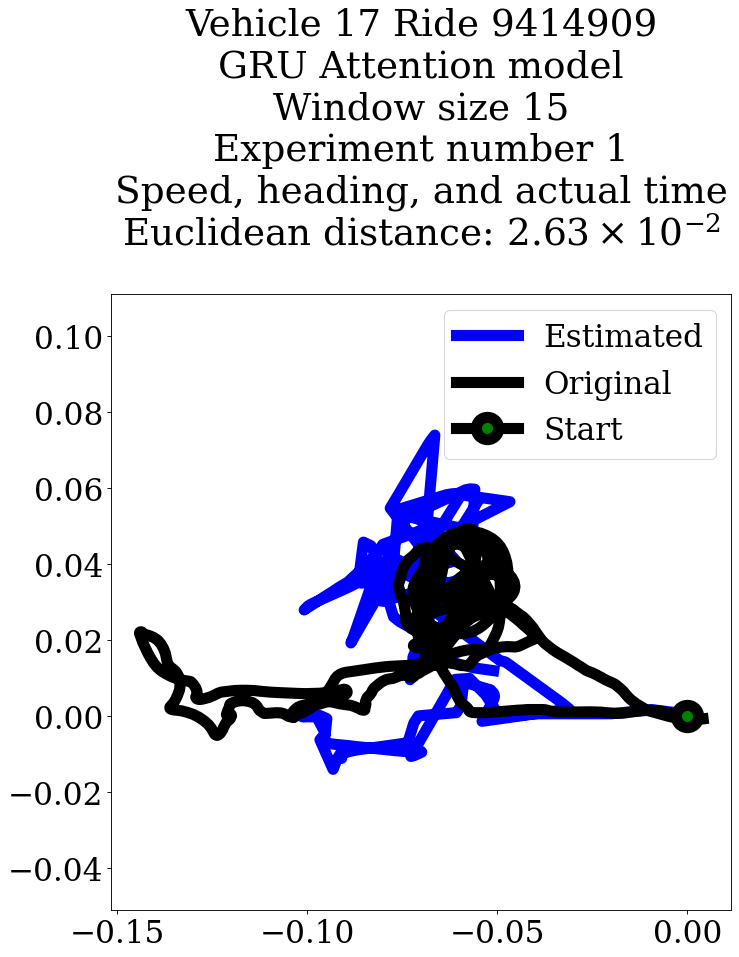 Vehicle 17 Ride 9414909
GRU Attention model
Window size 15
Experiment number 1
Speed, heading, and actual time
Euclidean distance: 2.63 × 10⁻²
Estimated
Original
Start
0.10
0.08
0.06
0.04
0.02
0.00
−0.02
−0.04
−0.15 −0.10 −0.05 0.00